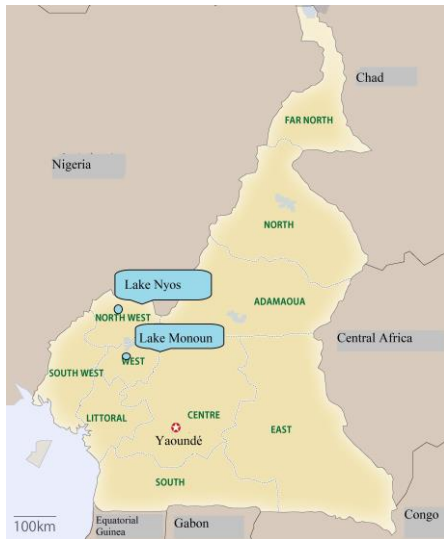 Chad
FAR NORTH
Nigeria
NORTH
Lake Nyos
ADAMAOUA
NORTH WEST
Lake Monoun
Central Africa
WEST
SOUTH WEST
LITTORAL
CENTRE
EAST
Yaoundé
SOUTH
100km
Equatorial
Guinea
Gabon
Congo